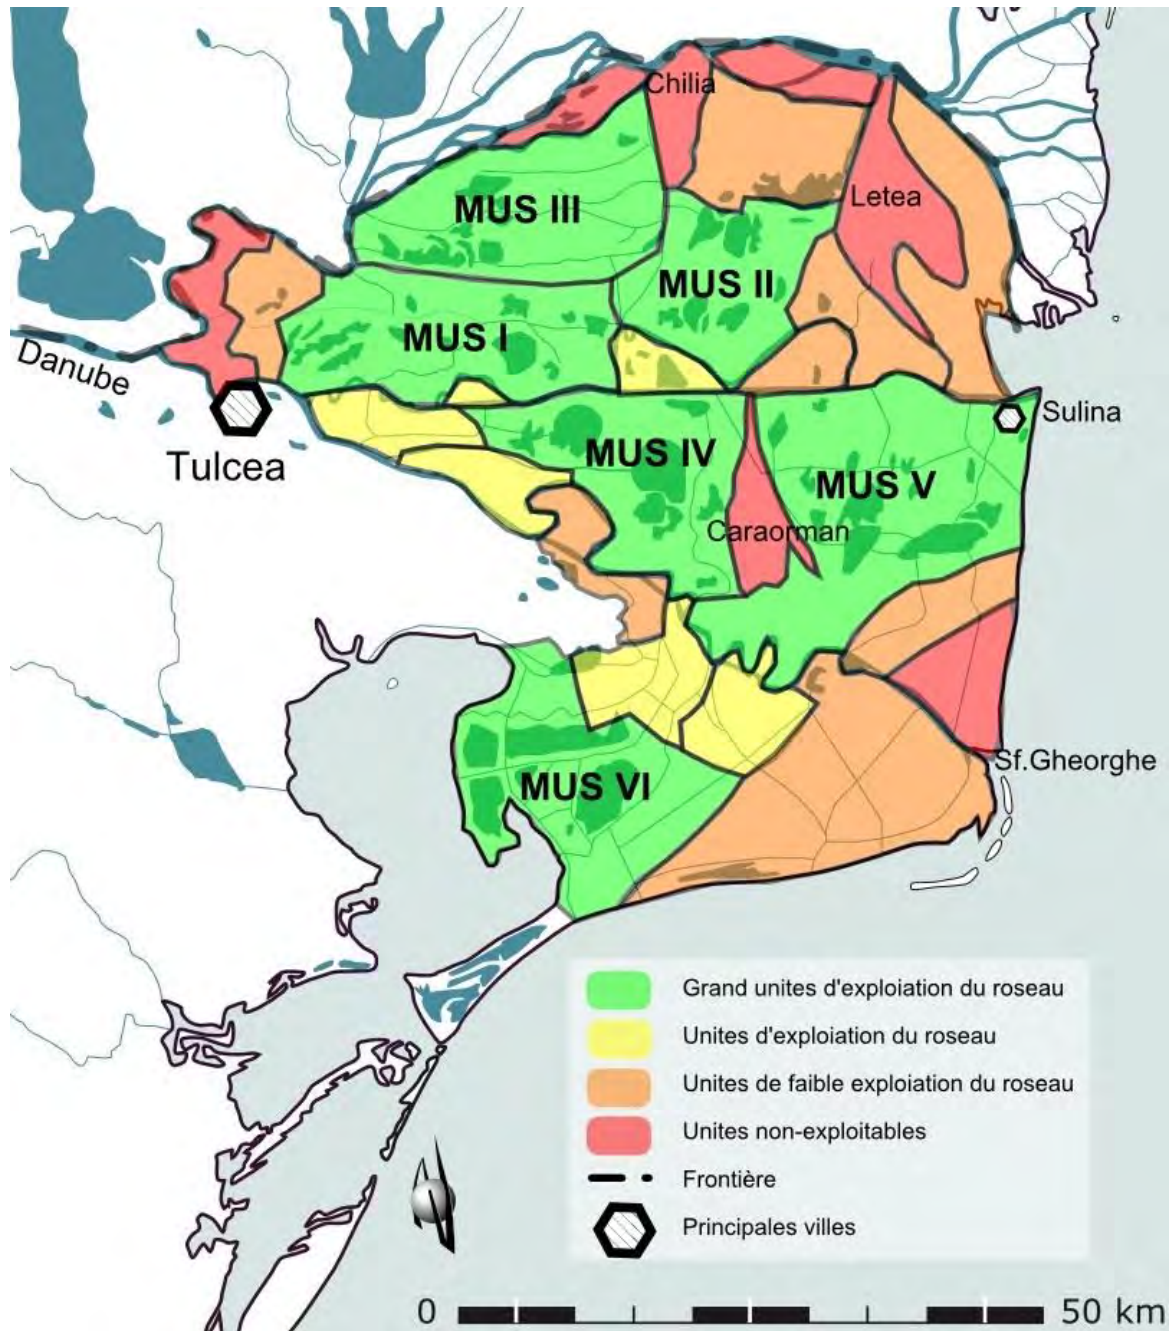 Chilia
Letea
MUS III
MUS II
MUS I
Danube
Tulcea
Sulina
MUS IV
MUS V
Caraorman
MUS VI
Sf.Gheorghe
Grand unites d'exploiation du roseau
Unites d'exploiation du roseau
Unites de faible exploiation du roseau
Unites non-exploitables
Frontière
Principales villes
0 50 km